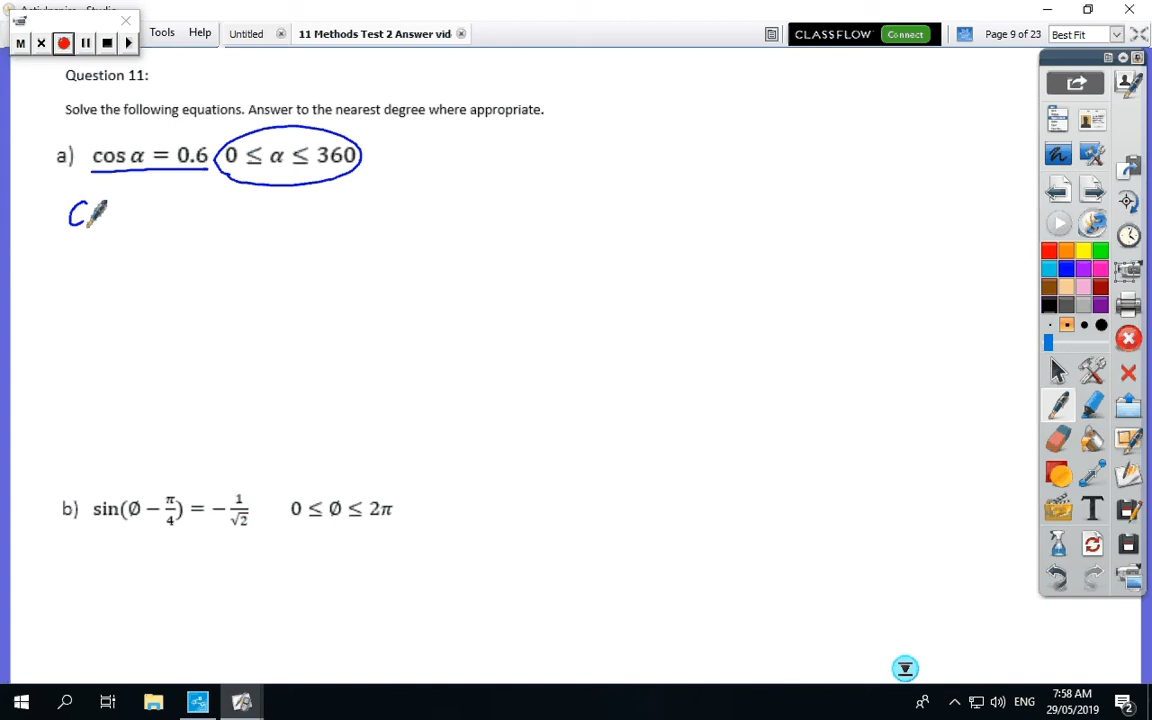 Tools Help Untitled 11 Methods Test 2 Answer vid CLASSFLOW Connect Page 9 of 23 Best Fit
M
Question 11:
Solve the following equations. Answer to the nearest degree where appropriate.
a) cos α = 0.6 0 ≤ α ≤ 360
C
b) sin(Ø − π/4) = − 1/√2 0 ≤ Ø ≤ 2π
T
ENG
7:58 AM
29/05/2019
2